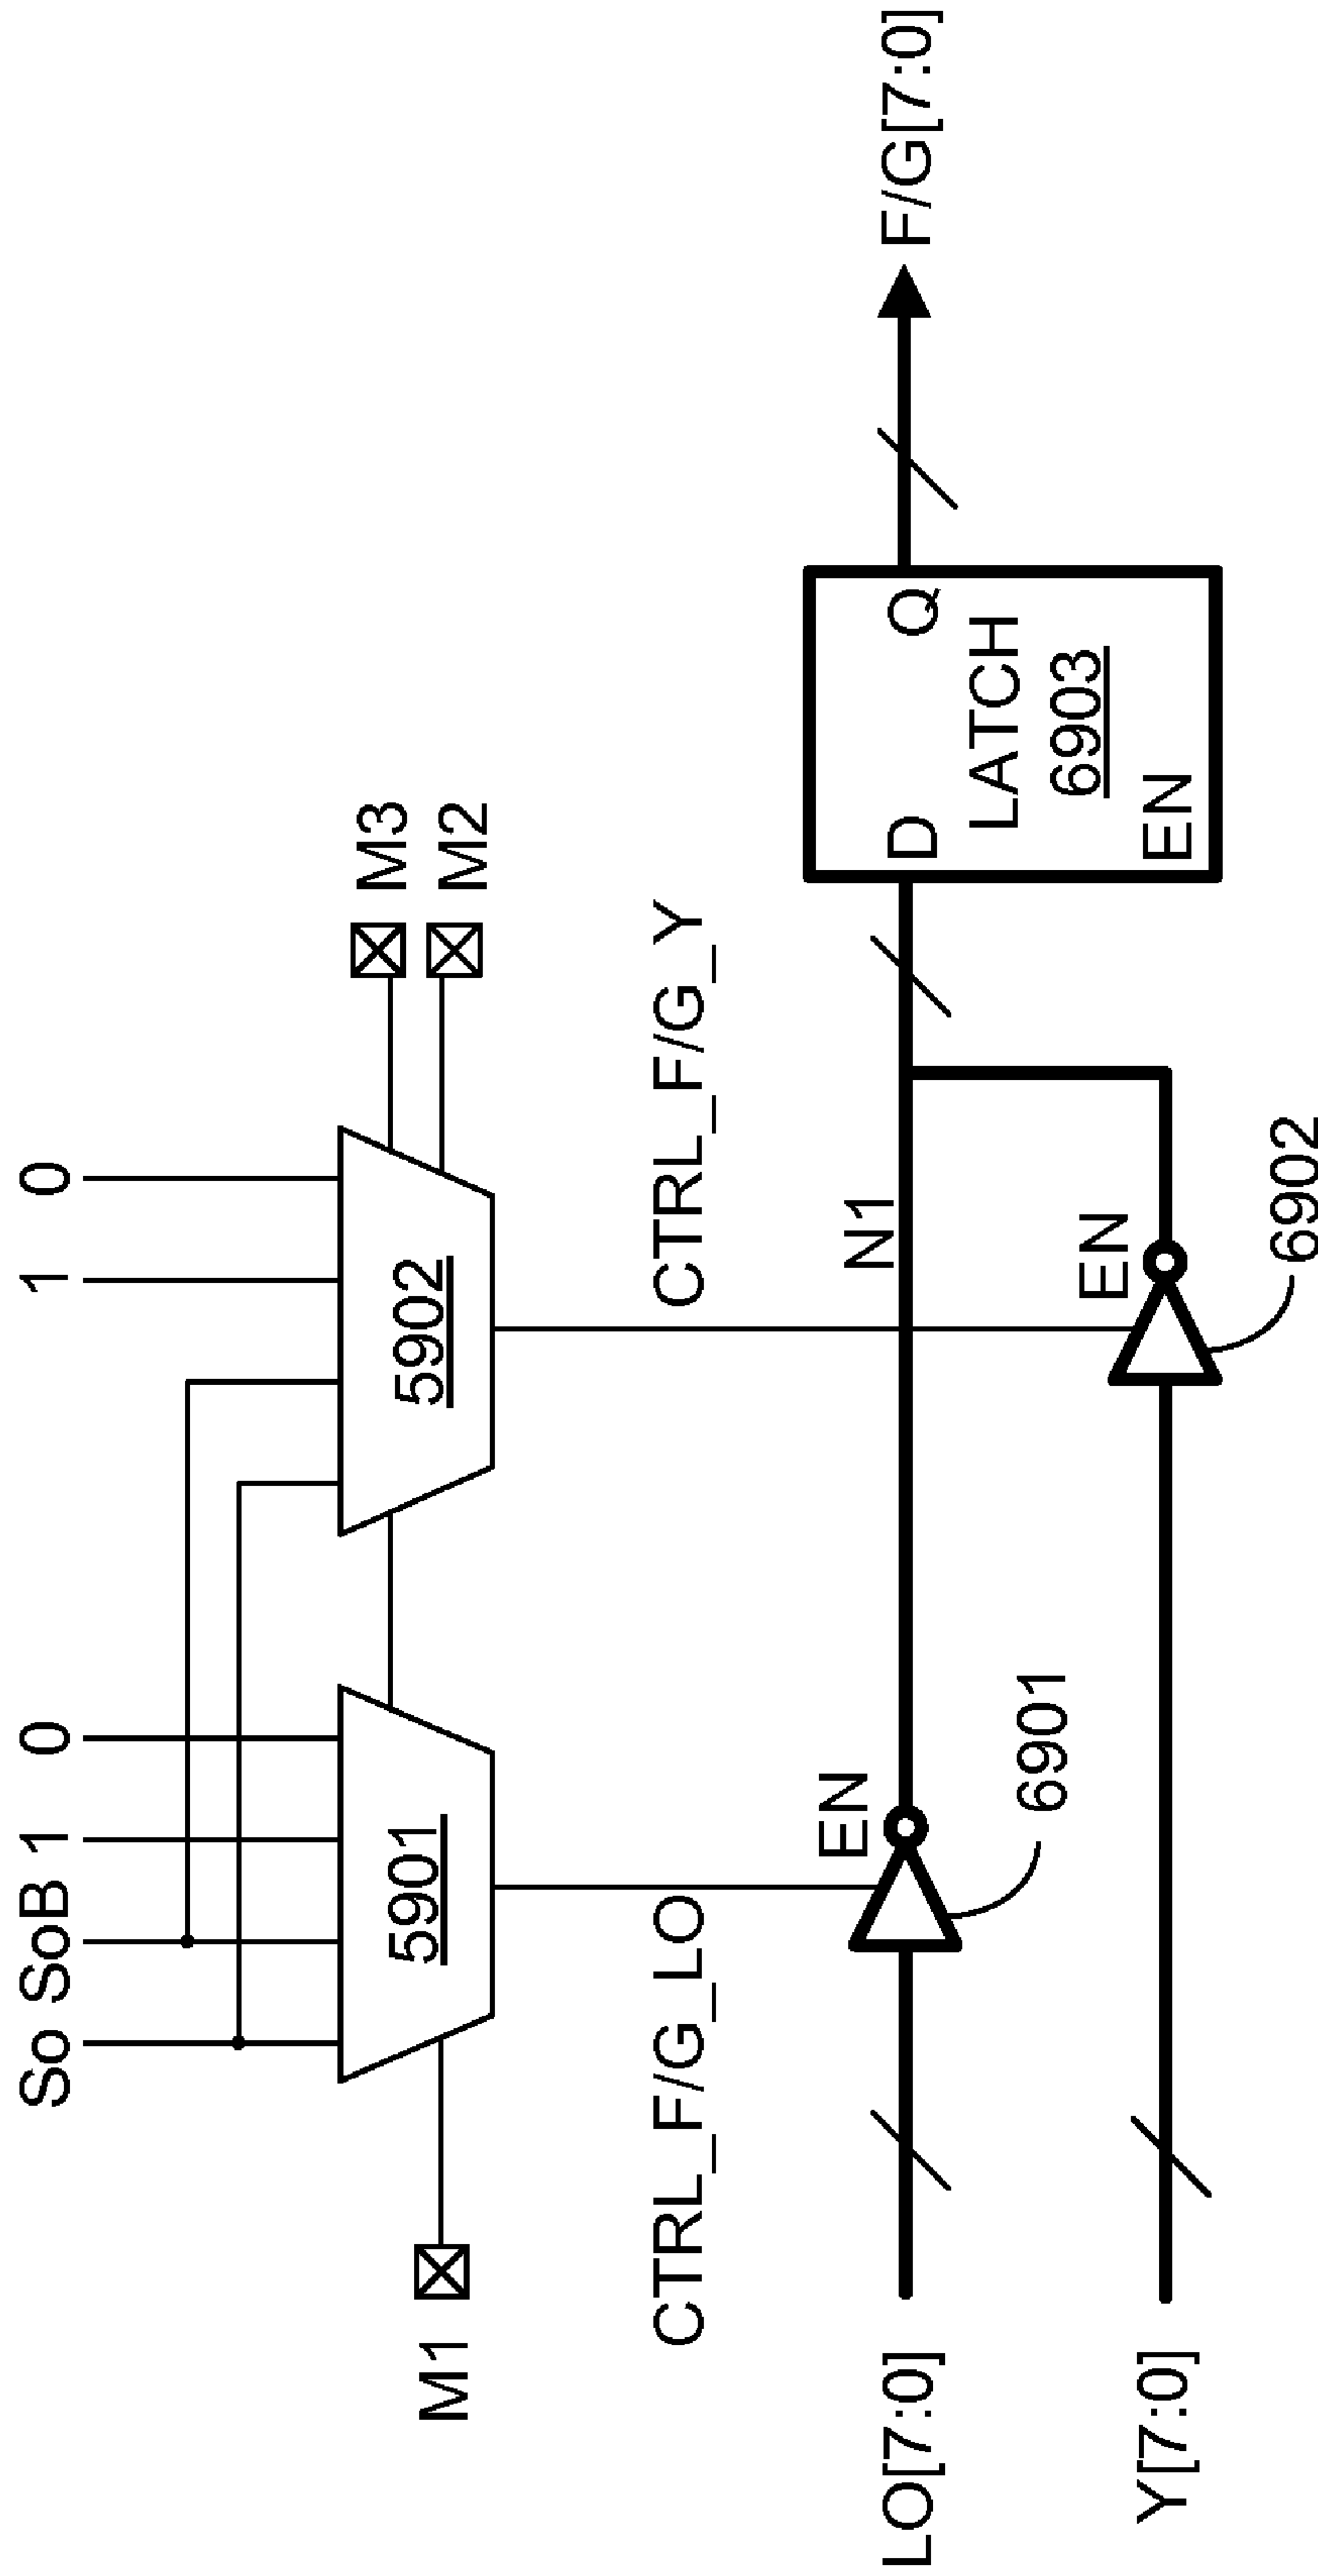 So SoB 1 0
1 0
5901
5902
M1
M3
M2
CTRL_F/G_LO
CTRL_F/G_Y
LO[7:0]
EN
6901
N1
D
Q
LATCH
6903
EN
F/G[7:0]
Y[7:0]
EN
6902